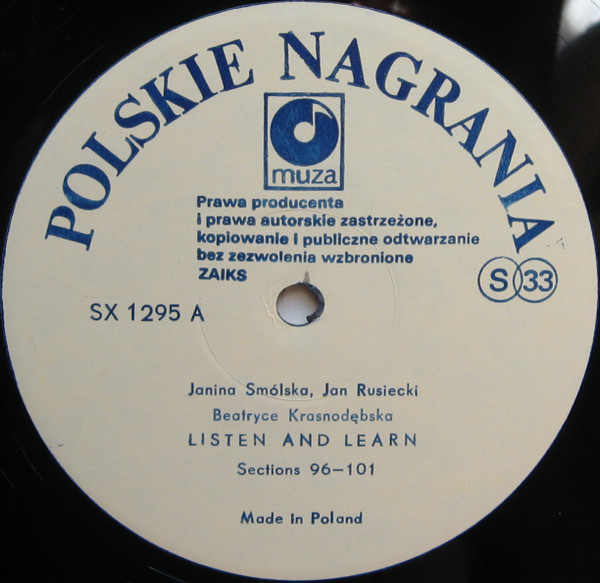 POLSKIE NAGRANIA
muza
Prawa producenta
i prawa autorskie zastrzeżone,
kopiowanie i publiczne odtwarzanie
bez zezwolenia wzbronione
ZAIKS
S 33
SX 1295 A
Janina Smólska, Jan Rusiecki
Beatryce Krasnodębska
LISTEN AND LEARN
Sections 96—101
Made in Poland